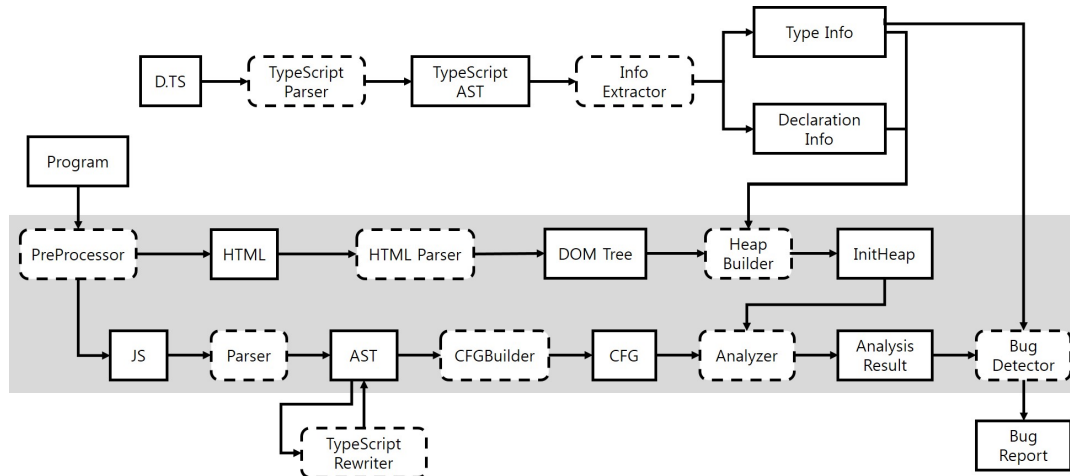 Type Info
D.TS
TypeScript
Parser
TypeScript
AST
Info
Extractor
Declaration
Info
Program
PreProcessor
HTML
HTML Parser
DOM Tree
Heap
Builder
InitHeap
JS
Parser
AST
CFGBuilder
CFG
Analyzer
Analysis
Result
Bug
Detector
TypeScript
Rewriter
Bug
Report